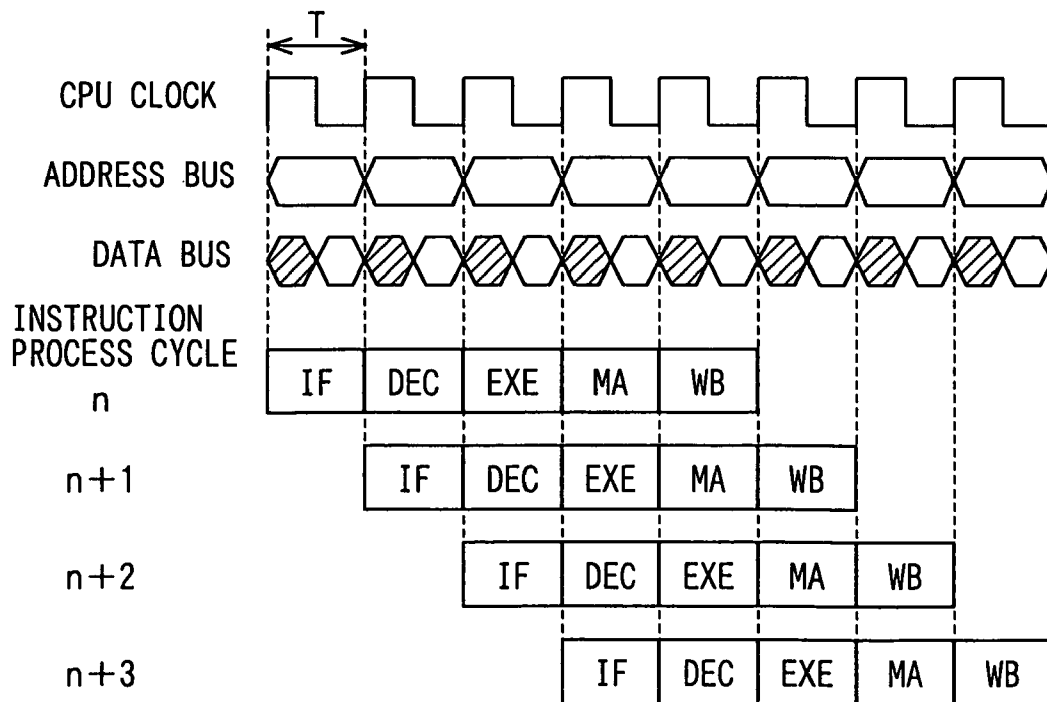 T
CPU CLOCK
ADDRESS BUS
DATA BUS
INSTRUCTION
PROCESS CYCLE
n
IF DEC EXE MA WB
n+1
IF DEC EXE MA WB
n+2
IF DEC EXE MA WB
n+3
IF DEC EXE MA WB